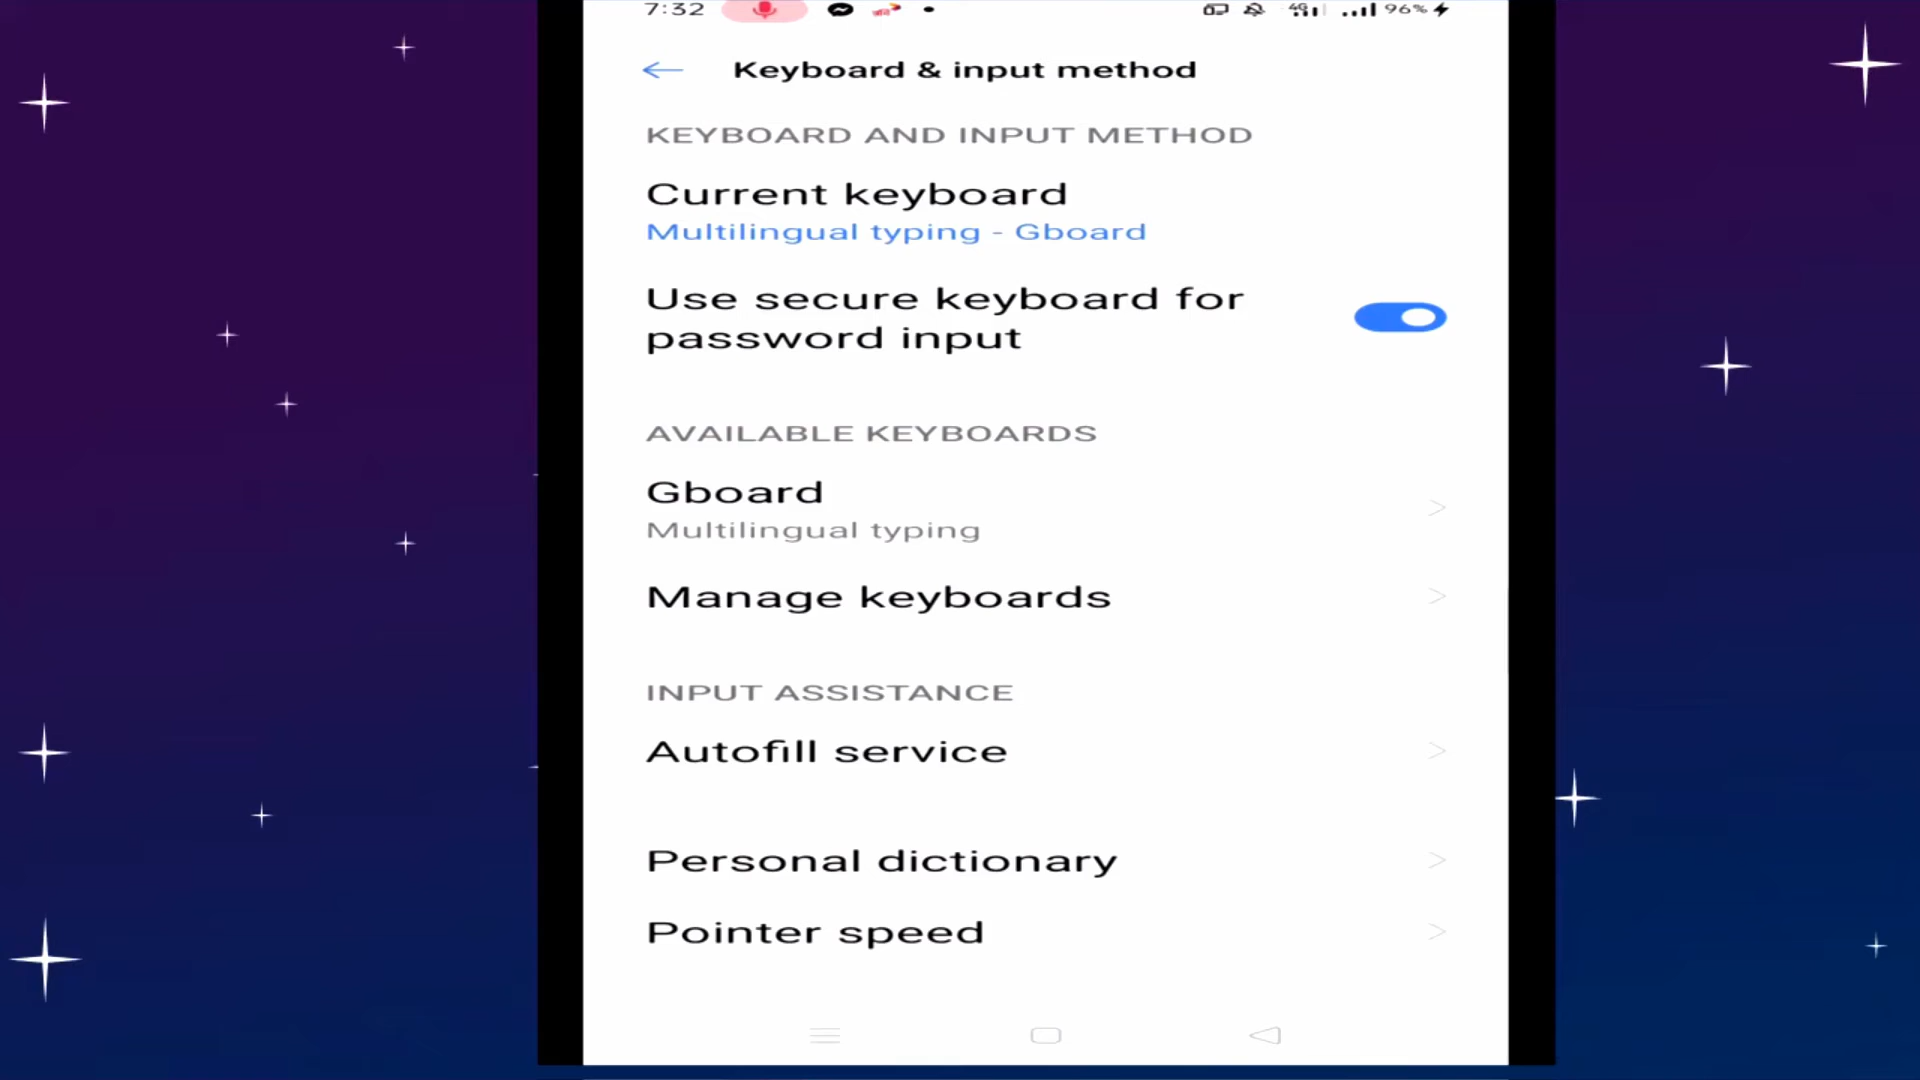 7:32 4G 96%
Keyboard & input method
KEYBOARD AND INPUT METHOD
Current keyboard
Multilingual typing - Gboard
Use secure keyboard for
password input
AVAILABLE KEYBOARDS
Gboard
Multilingual typing
Manage keyboards
INPUT ASSISTANCE
Autofill service
Personal dictionary
Pointer speed